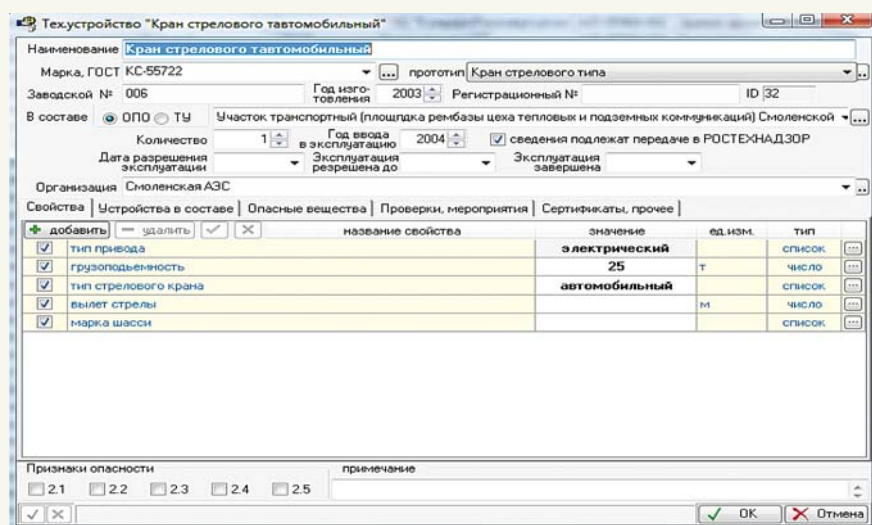 Тех.устройство "Кран стрелового тавтомобильный"
Наименование Кран стрелового тавтомобильный
Марка, ГОСТ КС-55722 ... прототип Кран стрелового типа ..
Заводской № 006 Год изго-товления 2003 Регистрационный № ID 32
В составе ОПО ТУ Участок транспортный (площпдка рембазы цеха тепловых и подземных коммуникаций) Смоленской ...
Количество 1 Год ввода в эксплуатацию 2004 сведения подлежат передаче в РОСТЕХНАДЗОР
Дата разрешения эксплуатации Эксплуатация резрешена до Эксплуатация завершена
Организация Смоленская АЭС ..
Свойства Устройства в составе Опасные вещества Проверки, мероприятия Сертификаты, прочее
добавить удалить название свойства значение ед.изм. тип
тип привода электрический список ...
грузоподьемность 25 т число ...
тип стрелового крана автомобильный список ...
вылет стрелы м число ...
марка шасси список ...
Признаки опасности примечание
2.1 2.2 2.3 2.4 2.5
OK Отмена